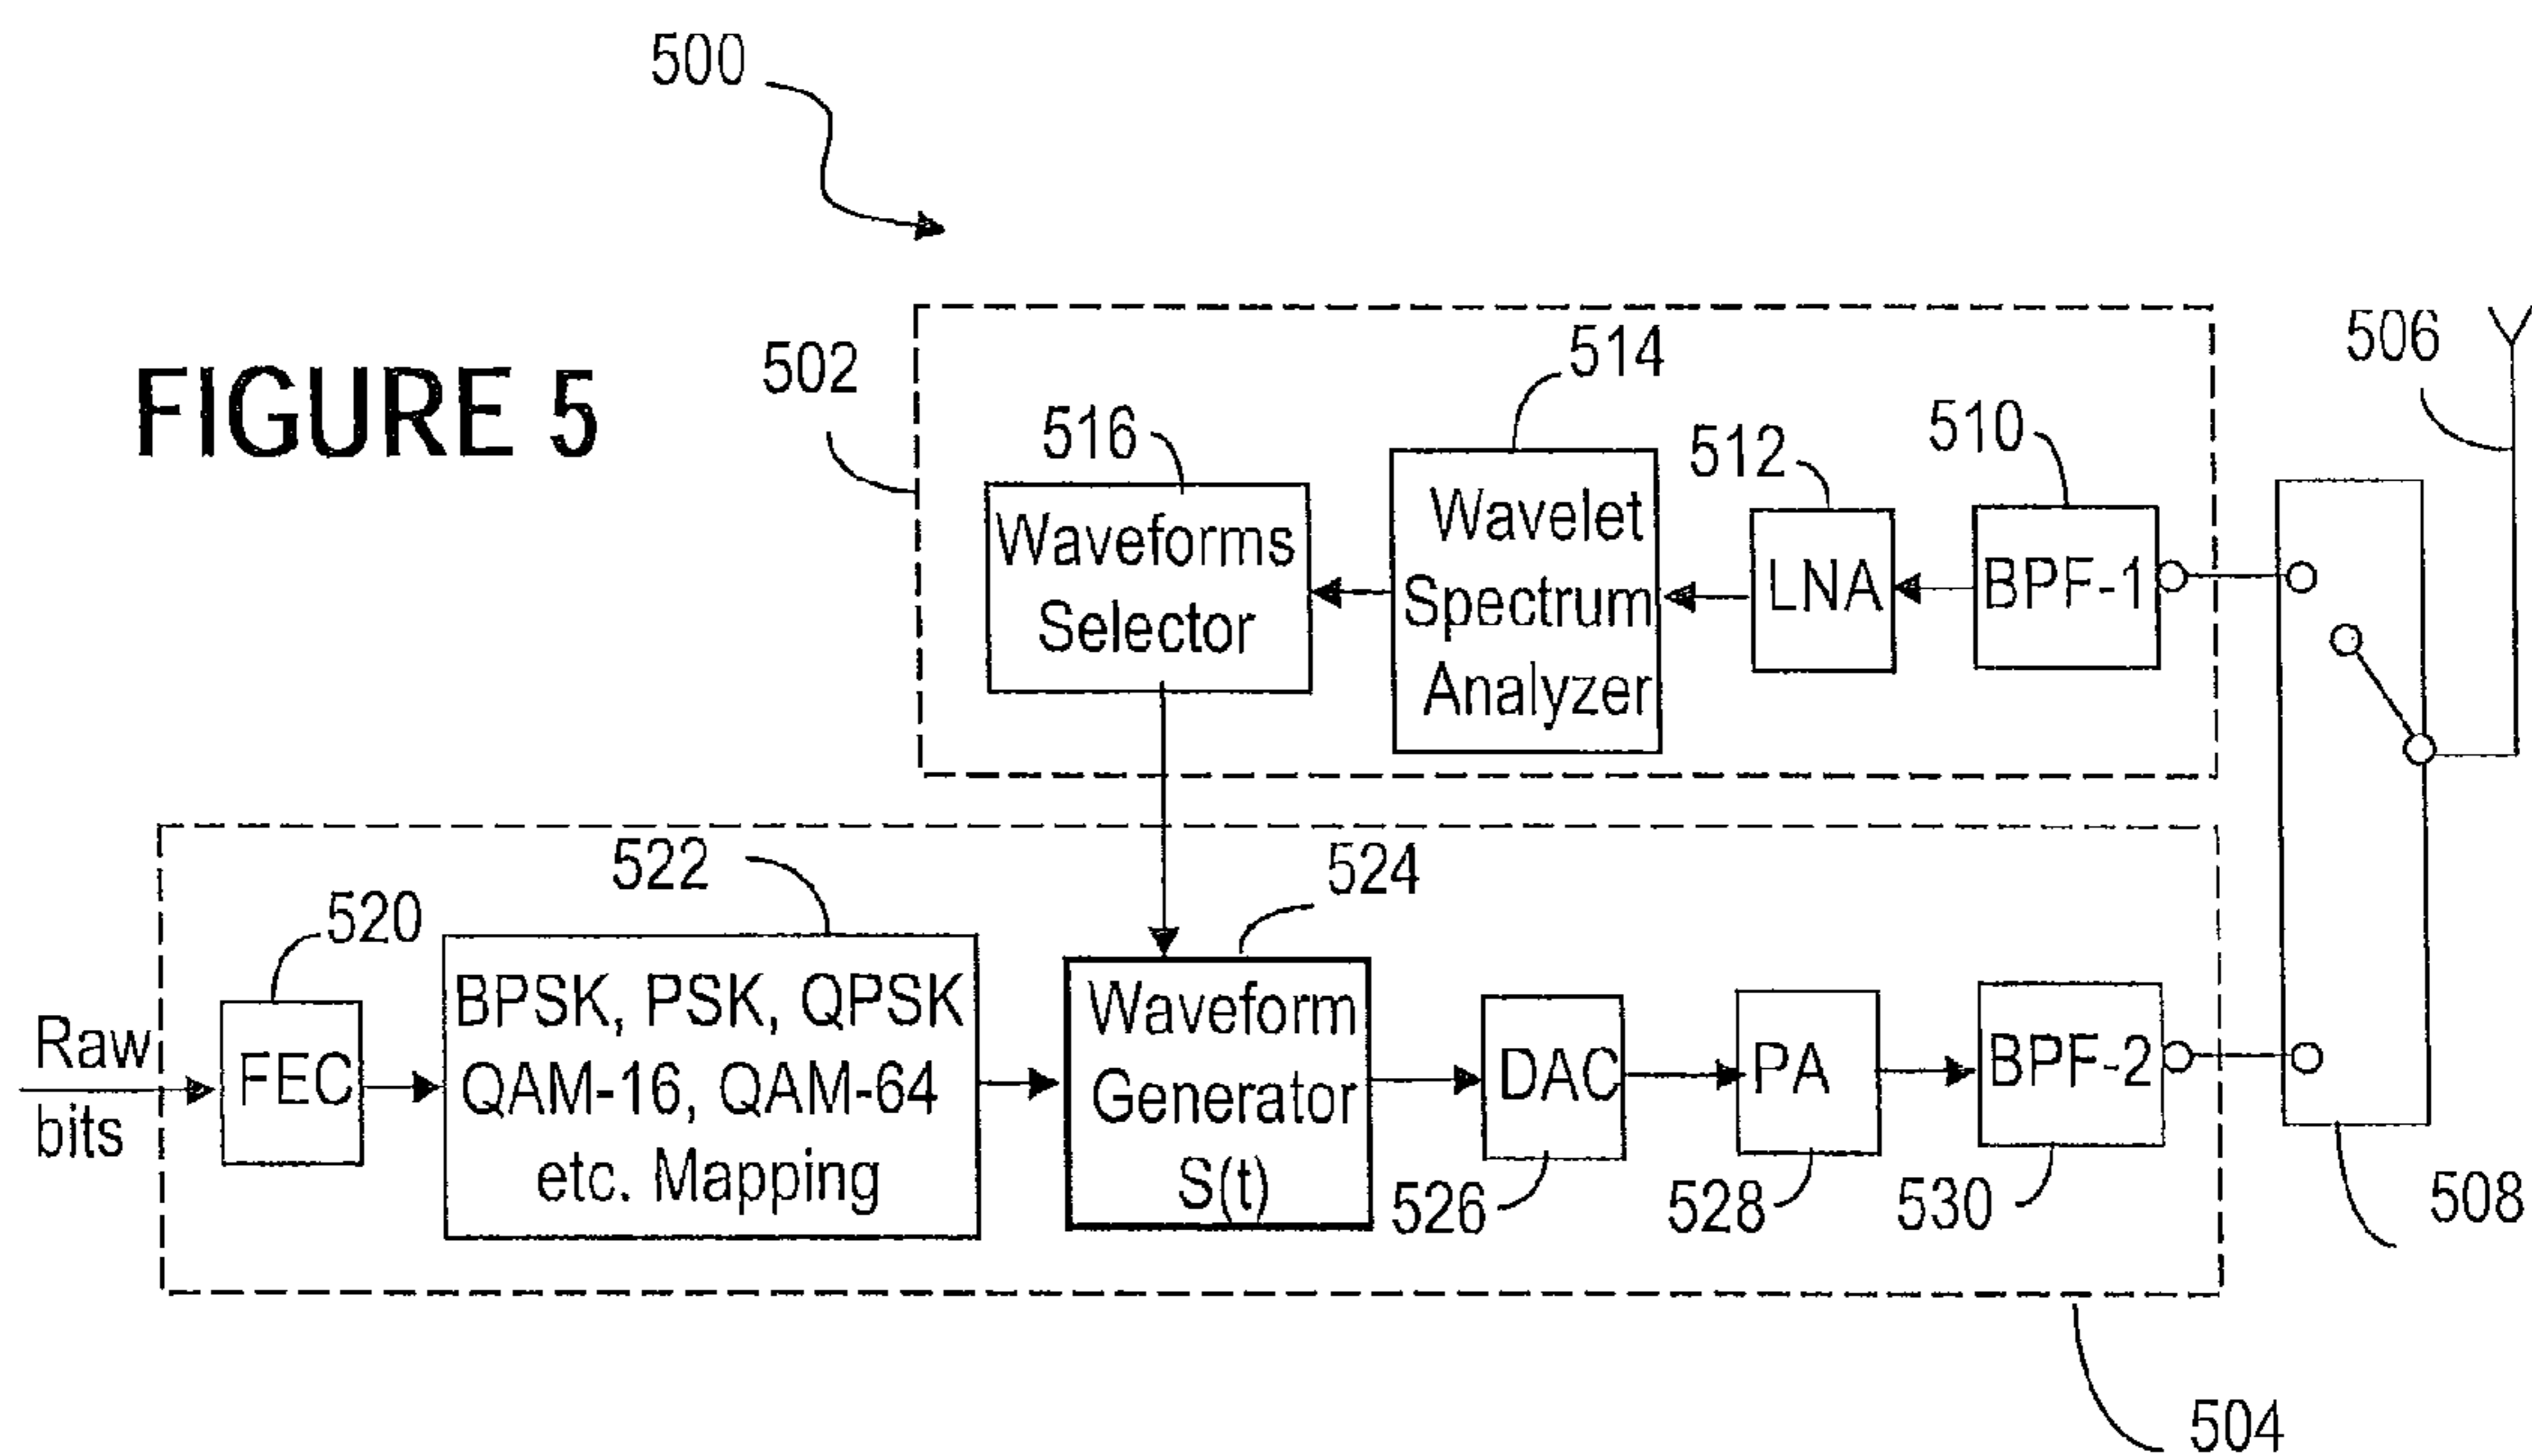 500
FIGURE 5
502
516
514
512
510
506
Waveforms
Selector
Wavelet
Spectrum
Analyzer
LNA
BPF-1
522
524
520
Raw
bits
FEC
BPSK, PSK, QPSK
QAM-16, QAM-64
etc. Mapping
Waveform
Generator
S(t)
DAC
PA
BPF-2
526
528
530
508
504